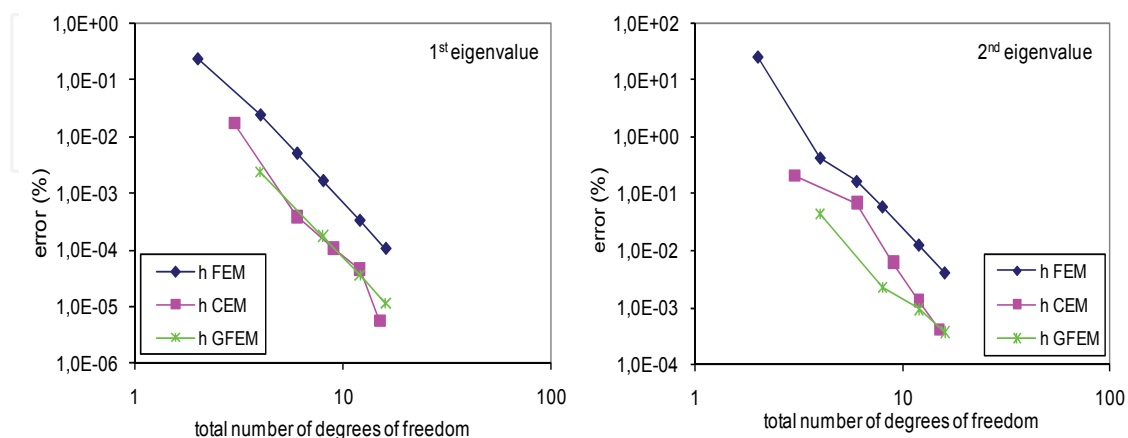 1st eigenvalue
error (%)
1,0E+00
1,0E-01
1,0E-02
1,0E-03
1,0E-04
1,0E-05
1,0E-06
h FEM
h CEM
h GFEM
1
10
100
total number of degrees of freedom
2nd eigenvalue
error (%)
1,0E+02
1,0E+01
1,0E+00
1,0E-01
1,0E-02
1,0E-03
1,0E-04
h FEM
h CEM
h GFEM
1
10
100
total number of degrees of freedom